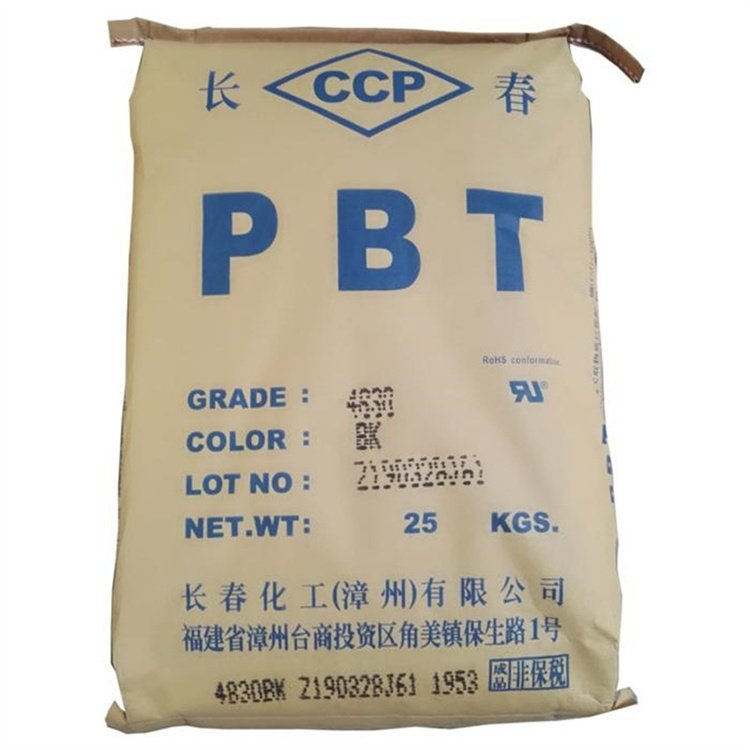 长 CCP 春
PBT
RoHS conformation
RU®
GRADE : 4830
COLOR : BK
LOT NO : Z190328J61
NET.WT: 25 KGS.
长春化工(漳州)有限公司
福建省漳州台商投资区角美镇保生路1号
4830BK Z190328J61 1953 成品 非保税